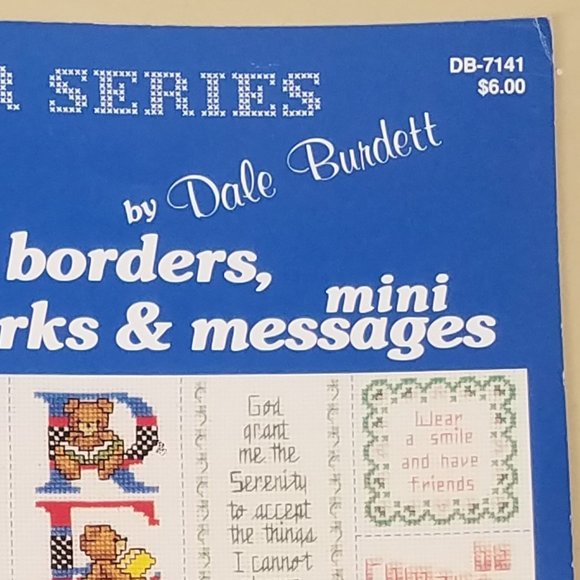 SERIES
DB-7141
$6.00
by Dale Burdett
borders,
mini
rks & messages
R
God
grant
me the
Serenity
to accept
the things
I cannot
Wear
a smile
and have
friends